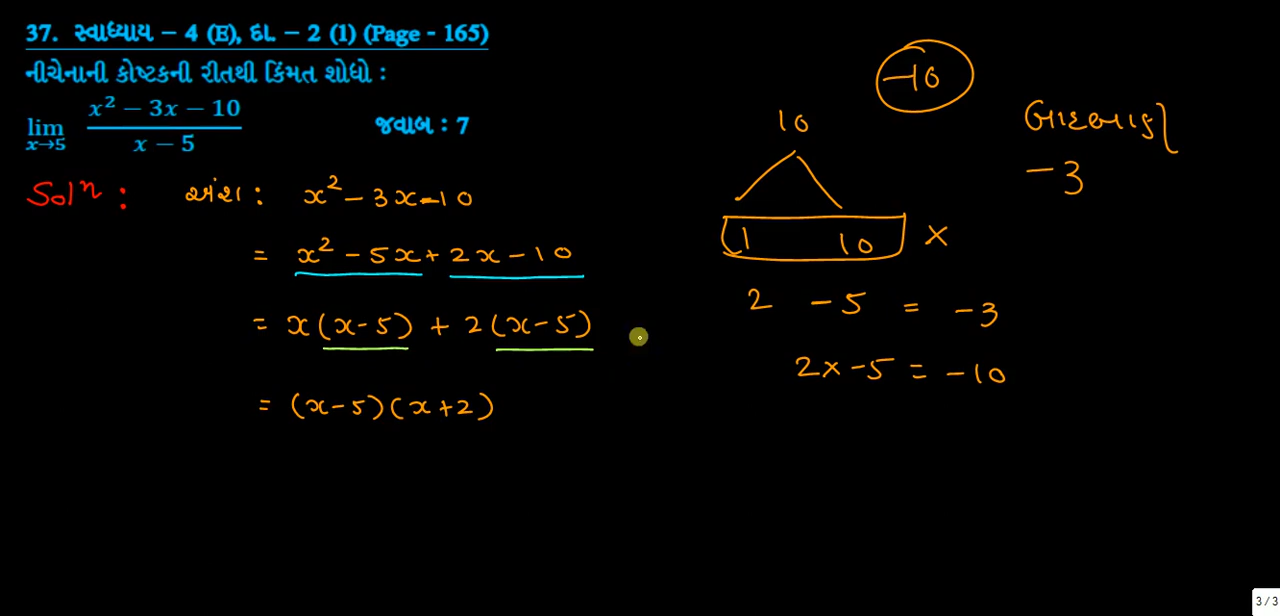 37. સ્વાધ્યાય – 4 (E), દા. – 2 (1) (Page - 165)
નીચેનાની કોષ્ટકની રીતથી કિંમત શોધો :
lim x→5 (x² − 3x − 10)/(x − 5) જવાબ : 7
Solⁿ : અંશ : x² − 3x − 10
= x² − 5x + 2x − 10
= x (x − 5) + 2 (x − 5)
= (x − 5) (x + 2)
−10
10
1 10 ×
2 − 5 = −3
2 × −5 = −10
બાદબાકી
−3
3 / 3